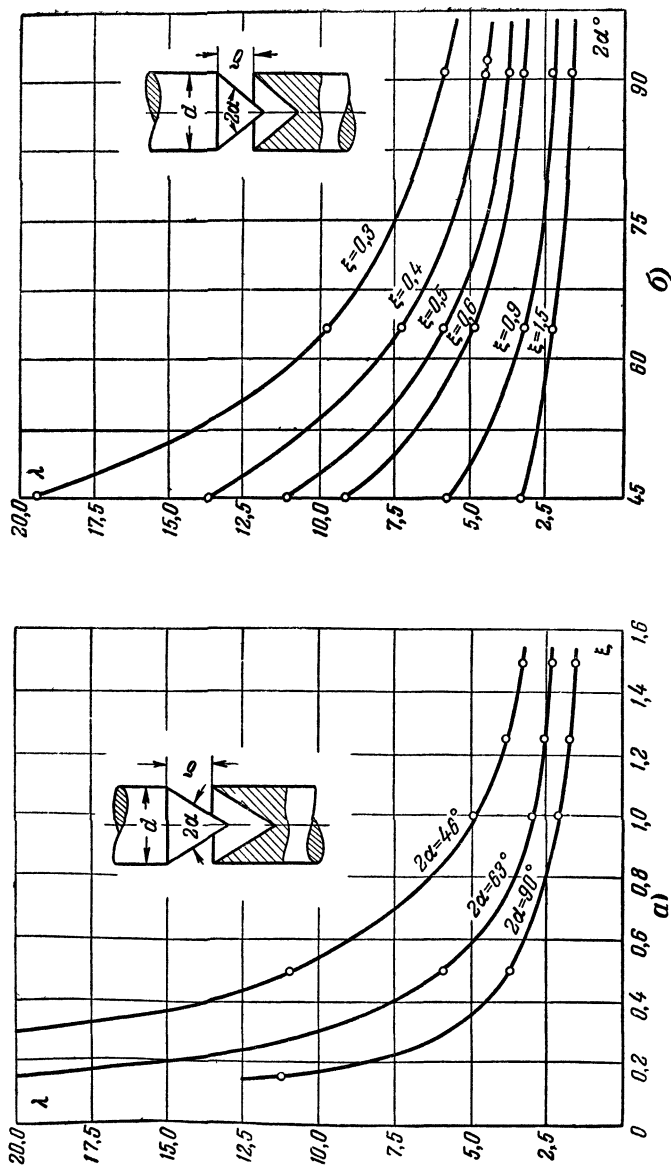 20,0
λ
17,5
15,0
12,5
10,0
7,5
5,0
2,5
0
0,2
0,4
0,6
0,8
1,0
1,2
1,4
1,6
ξ
d
2α
δ
2α=46°
2α=63°
2α=90°
а)
20,0
λ
17,5
15,0
12,5
10,0
7,5
5,0
2,5
45
60
75
90
2α°
d
2α
δ
ξ=0,3
ξ=0,4
ξ=0,5
ξ=0,6
ξ=0,9
ξ=1,5
б)